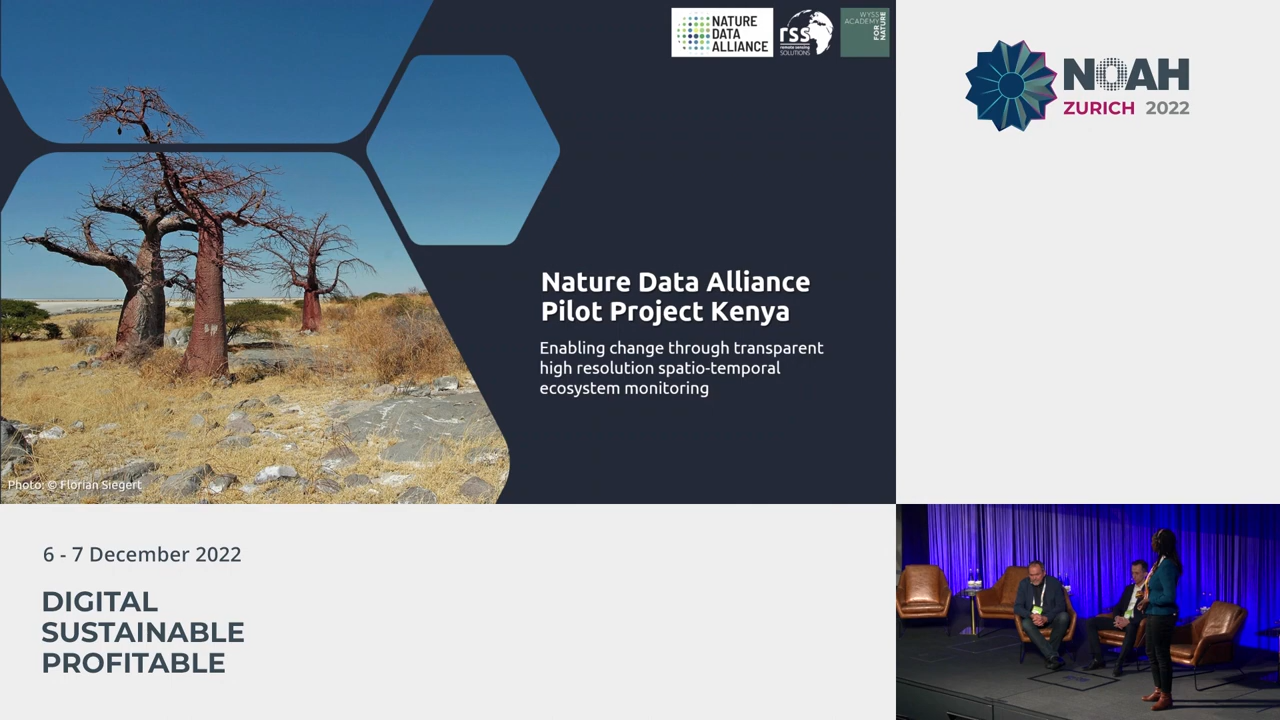 NATURE
DATA
ALLIANCE
rss
remote sensing
SOLUTIONS
WYSS
ACADEMY
FOR
NATURE
NOAH
ZURICH 2022
Nature Data Alliance
Pilot Project Kenya
Enabling change through transparent
high resolution spatio-temporal
ecosystem monitoring
Photo: © Florian Siegert
6 - 7 December 2022
DIGITAL
SUSTAINABLE
PROFITABLE